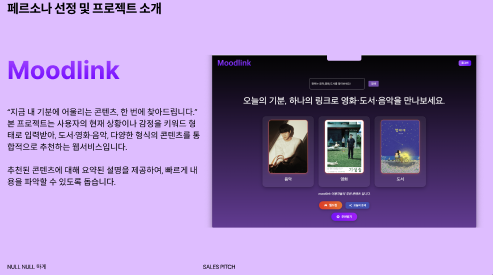 페르소나 선정 및 프로젝트 소개
Moodlink
“지금 내 기분에 어울리는 콘텐츠, 한 번에 찾아드립니다.”
본 프로젝트는 사용자의 현재 상황이나 감정을 키워드 형
태로 입력받아, 도서·영화·음악, 다양한 형식의 콘텐츠를 통
합적으로 추천하는 웹서비스입니다.
추천된 콘텐츠에 대해 요약된 설명을 제공하여, 빠르게 내
용을 파악할 수 있도록 돕습니다.
Moodlink
오늘의 기분, 하나의 링크로 영화·도서·음악을 만나보세요.
음악
영화
도서
NULL NULL 하게
SALES PITCH